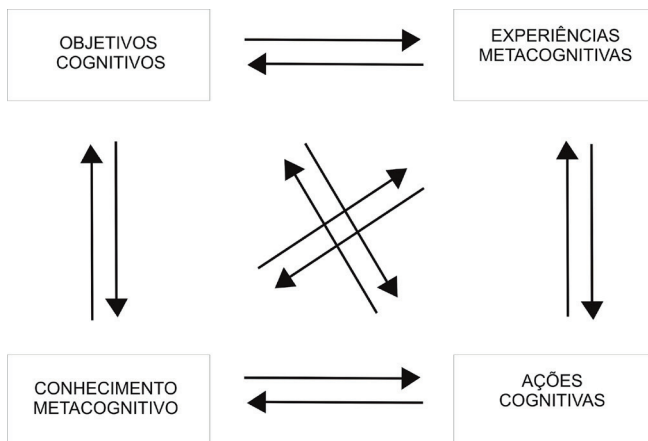 OBJETIVOS
COGNITIVOS
EXPERIÊNCIAS
METACOGNITIVAS
CONHECIMENTO
METACOGNITIVO
AÇÕES
COGNITIVAS